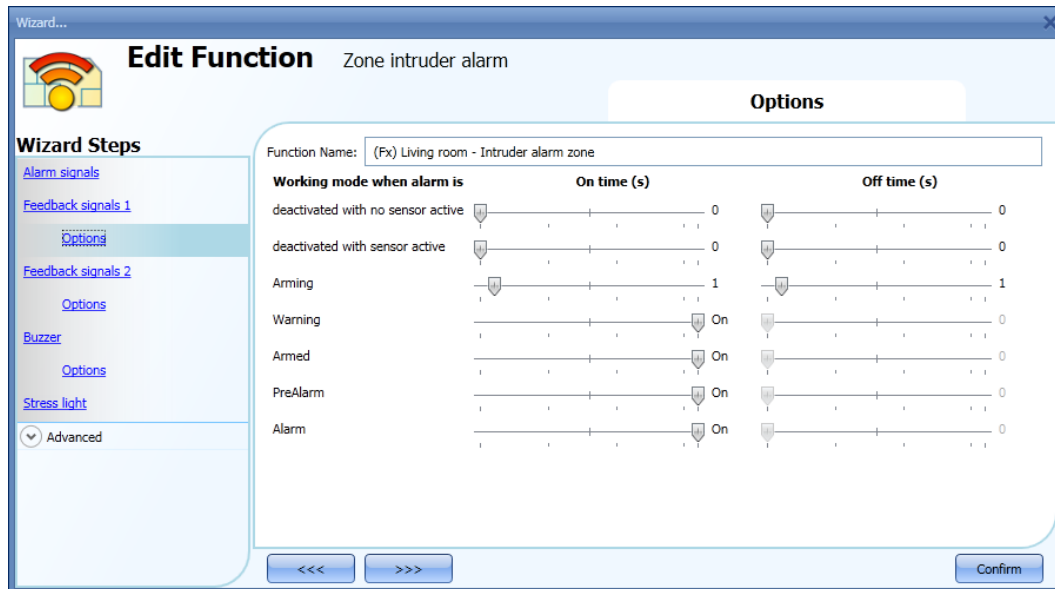 Wizard...
Edit Function Zone intruder alarm
Options
Wizard Steps
Alarm signals
Feedback signals 1
Options
Feedback signals 2
Options
Buzzer
Options
Stress light
Advanced
Function Name: (Fx) Living room - Intruder alarm zone
Working mode when alarm is On time (s) Off time (s)
deactivated with no sensor active 0 0
deactivated with sensor active 0 0
Arming 1 1
Warning On 0
Armed On 0
PreAlarm On 0
Alarm On 0
<<< >>> Confirm